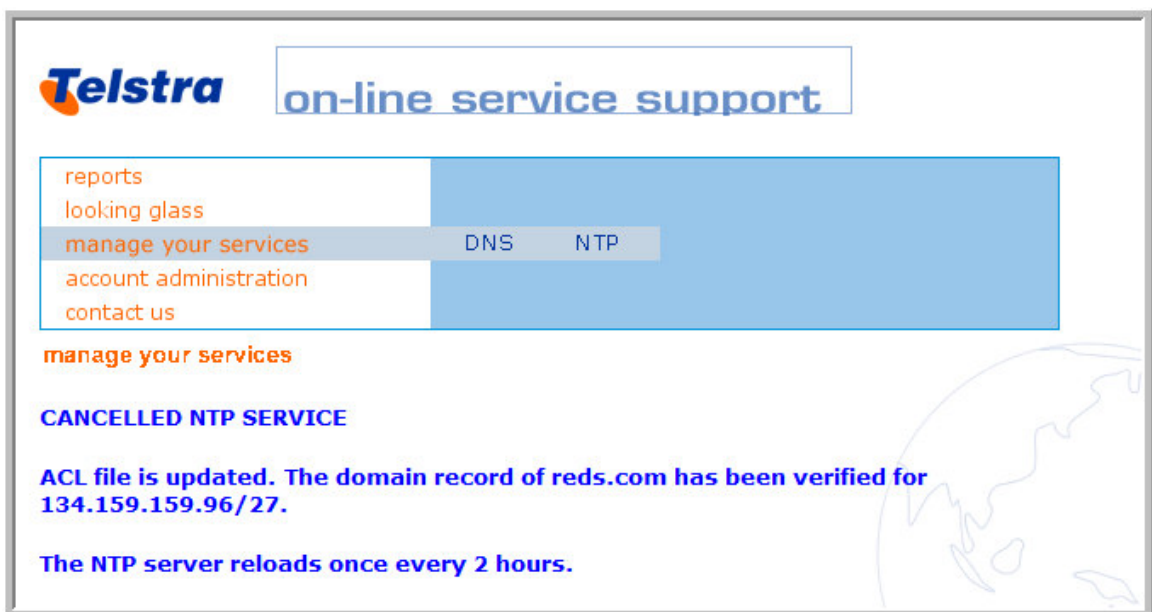 Telstra
on-line service support
reports
looking glass
manage your services DNS NTP
account administration
contact us
manage your services
CANCELLED NTP SERVICE
ACL file is updated. The domain record of reds.com has been verified for
134.159.159.96/27.
The NTP server reloads once every 2 hours.